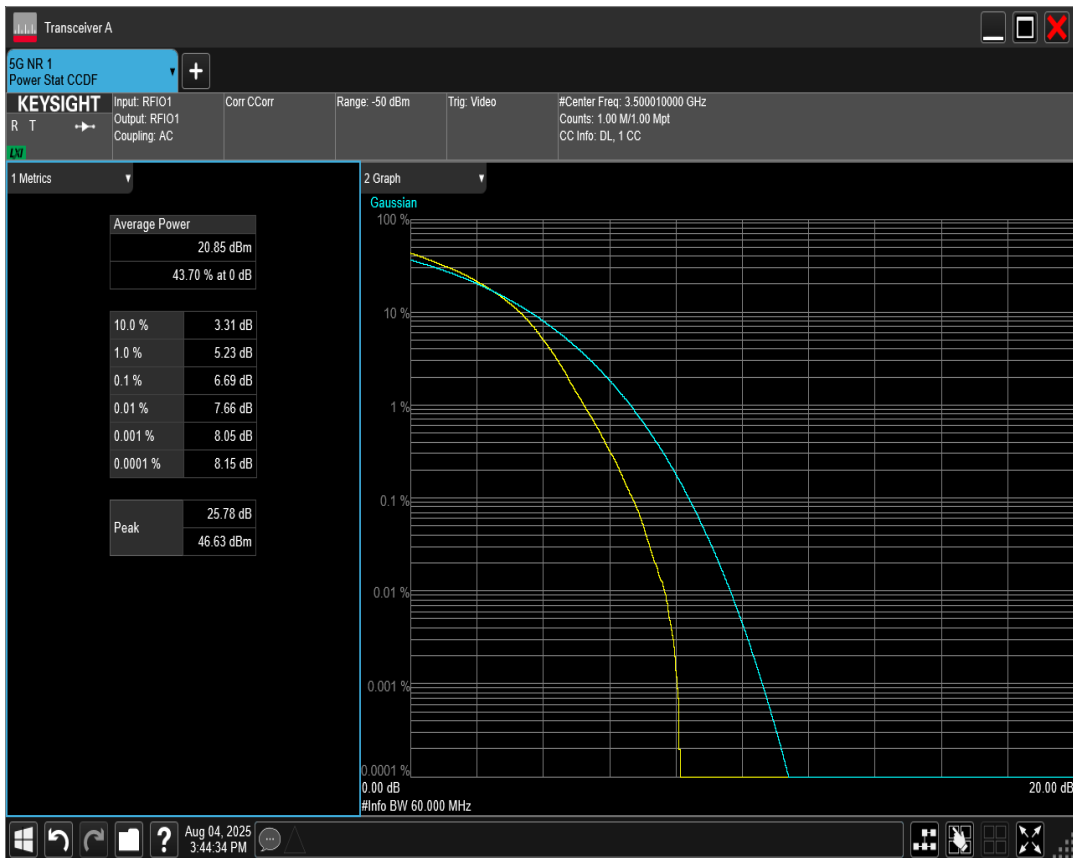 Transceiver A
5G NR 1
Power Stat CCDF
+
KEYSIGHT
R T
LXI
Input: RFIO1
Output: RFIO1
Coupling: AC
Corr CCorr
Range: -50 dBm
Trig: Video
#Center Freq: 3.500010000 GHz
Counts: 1.00 M/1.00 Mpt
CC Info: DL, 1 CC
1 Metrics
Average Power
20.85 dBm
43.70 % at 0 dB
10.0 % 3.31 dB
1.0 % 5.23 dB
0.1 % 6.69 dB
0.01 % 7.66 dB
0.001 % 8.05 dB
0.0001 % 8.15 dB
Peak
25.78 dB
46.63 dBm
2 Graph
Gaussian
100 %
10 %
1 %
0.1 %
0.01 %
0.001 %
0.0001 %
0.00 dB 20.00 dB
#Info BW 60.000 MHz
?
Aug 04, 2025
3:44:34 PM